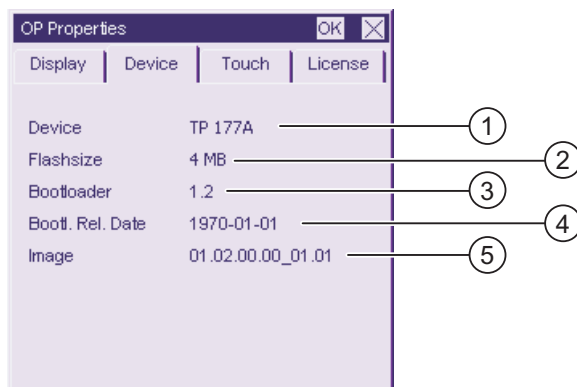 OP Properties OK
Display Device Touch License
Device TP 177A 1
Flashsize 4 MB 2
Bootloader 1.2 3
Bootl. Rel. Date 1970-01-01 4
Image 01.02.00.00_01.01 5